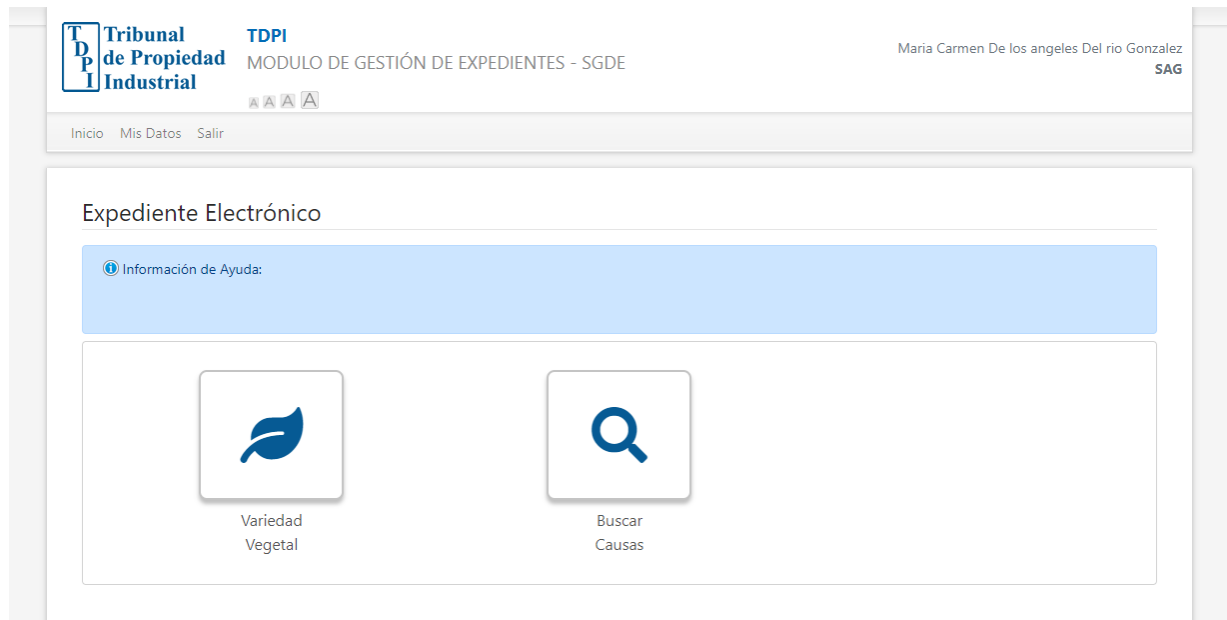 TDPI
Tribunal
de Propiedad
Industrial
TDPI
MODULO DE GESTIÓN DE EXPEDIENTES - SGDE
A A A A
Maria Carmen De los angeles Del rio Gonzalez
SAG
Inicio Mis Datos Salir
Expediente Electrónico
Información de Ayuda:
Variedad
Vegetal
Buscar
Causas